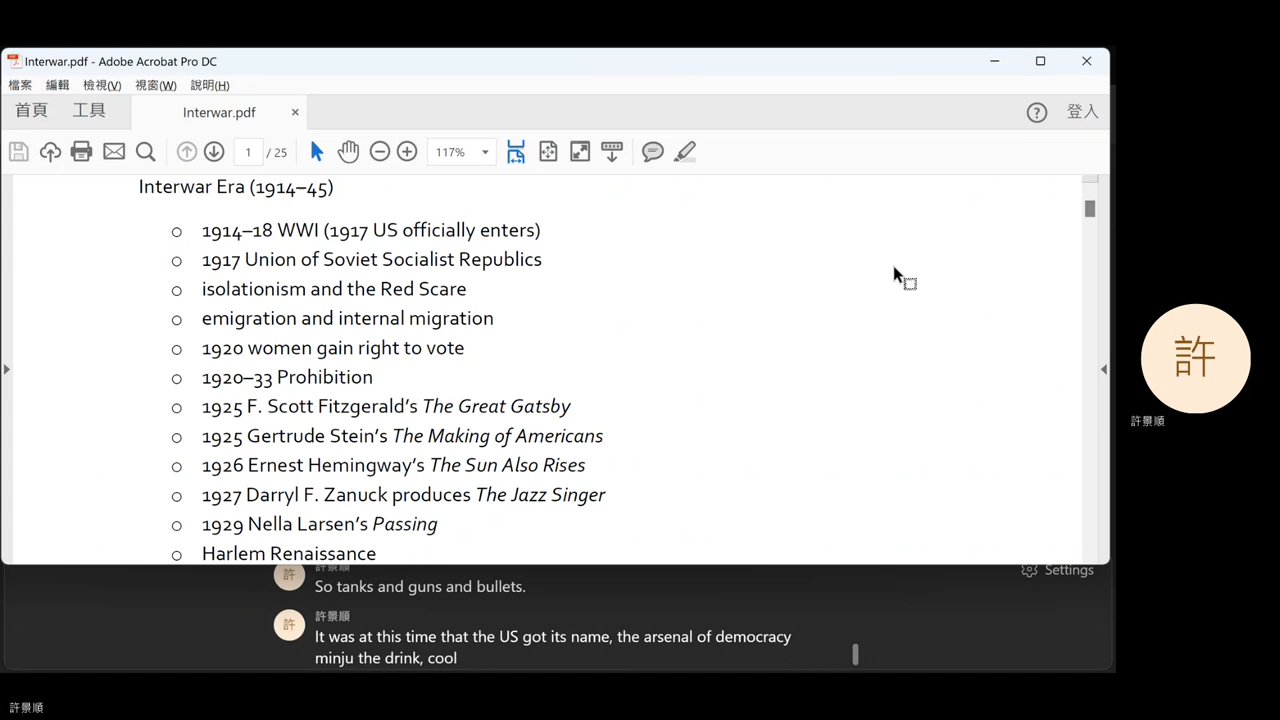 Interwar.pdf - Adobe Acrobat Pro DC
檔案 編輯 檢視(V) 視窗(W) 說明(H)
首頁 工具 Interwar.pdf × ? 登入
1 / 25 117%
Interwar Era (1914–45)
○ 1914–18 WWI (1917 US officially enters)
○ 1917 Union of Soviet Socialist Republics
○ isolationism and the Red Scare
○ emigration and internal migration
○ 1920 women gain right to vote
○ 1920–33 Prohibition
○ 1925 F. Scott Fitzgerald’s The Great Gatsby
○ 1925 Gertrude Stein’s The Making of Americans
○ 1926 Ernest Hemingway’s The Sun Also Rises
○ 1927 Darryl F. Zanuck produces The Jazz Singer
○ 1929 Nella Larsen’s Passing
○ Harlem Renaissance
許
許景順
Settings
許 許景順
So tanks and guns and bullets.
許 許景順
It was at this time that the US got its name, the arsenal of democracy
minju the drink, cool
許景順